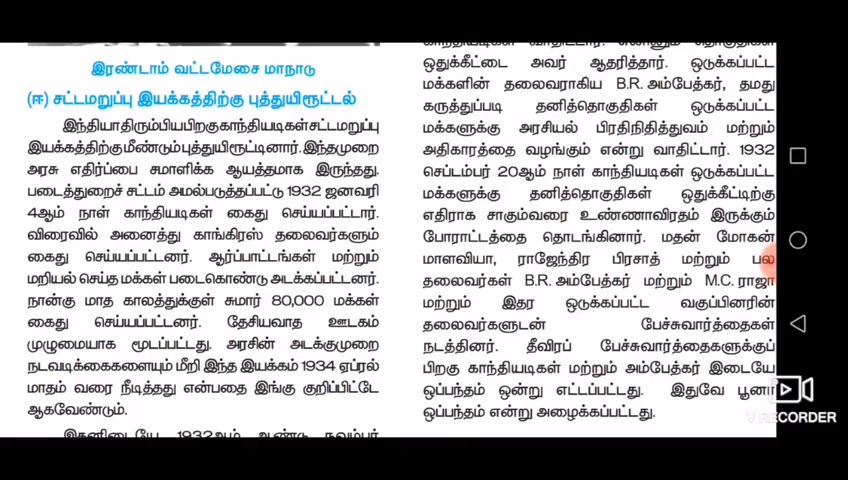 இரண்டாம் வட்டமேசை மாநாடு
(ஈ) சட்டமறுப்பு இயக்கத்திற்கு புத்துயிரூட்டல்
இந்தியாதிரும்பியபிறகுகாந்தியடிகள்சட்டமறுப்பு
இயக்கத்திற்குமீண்டும்புத்துயிரூட்டினார்.இந்தமுறை
அரசு எதிர்ப்பை சமாளிக்க ஆயத்தமாக இருந்தது.
படைத்துறைச் சட்டம் அமல்படுத்தப்பட்டு 1932 ஜனவரி
4ஆம் நாள் காந்தியடிகள் கைது செய்யப்பட்டார்.
விரைவில் அனைத்து காங்கிரஸ் தலைவர்களும்
கைது செய்யப்பட்டனர். ஆர்ப்பாட்டங்கள் மற்றும்
மறியல் செய்த மக்கள் படைகொண்டு அடக்கப்பட்டனர்.
நான்கு மாத காலத்துக்குள் சுமார் 80,000 மக்கள்
கைது செய்யப்பட்டனர். தேசியவாத ஊடகம்
முழுமையாக மூடப்பட்டது. அரசின் அடக்குமுறை
நடவடிக்கைகளையும் மீறி இந்த இயக்கம் 1934 ஏப்ரல்
மாதம் வரை நீடித்தது என்பதை இங்கு குறிப்பிட்டே
ஆகவேண்டும்.
இதனிடையே 1932ஆம் ஆண்டு நவம்பர்
காந்தியடிகள் வாதிட்டார். எனினும் தொகுதிகள்
ஒதுக்கீட்டை அவர் ஆதரித்தார். ஒடுக்கப்பட்ட
மக்களின் தலைவராகிய B.R. அம்பேத்கர், தமது
கருத்துப்படி தனித்தொகுதிகள் ஒடுக்கப்பட்ட
மக்களுக்கு அரசியல் பிரதிநிதித்துவம் மற்றும்
அதிகாரத்தை வழங்கும் என்று வாதிட்டார். 1932
செப்டம்பர் 20ஆம் நாள் காந்தியடிகள் ஒடுக்கப்பட்ட
மக்களுக்கு தனித்தொகுதிகள் ஒதுக்கீட்டிற்கு
எதிராக சாகும்வரை உண்ணாவிரதம் இருக்கும்
போராட்டத்தை தொடங்கினார். மதன் மோகன்
மாளவியா, ராஜேந்திர பிரசாத் மற்றும் பல
தலைவர்கள் B.R. அம்பேத்கர் மற்றும் M.C. ராஜா
மற்றும் இதர ஒடுக்கப்பட்ட வகுப்பினரின்
தலைவர்களுடன் பேச்சுவார்த்தைகள்
நடத்தினர். தீவிரப் பேச்சுவார்த்தைகளுக்குப்
பிறகு காந்தியடிகள் மற்றும் அம்பேத்கர் இடையே
ஒப்பந்தம் ஒன்று எட்டப்பட்டது. இதுவே பூனா
ஒப்பந்தம் என்று அழைக்கப்பட்டது.
V RECORDER